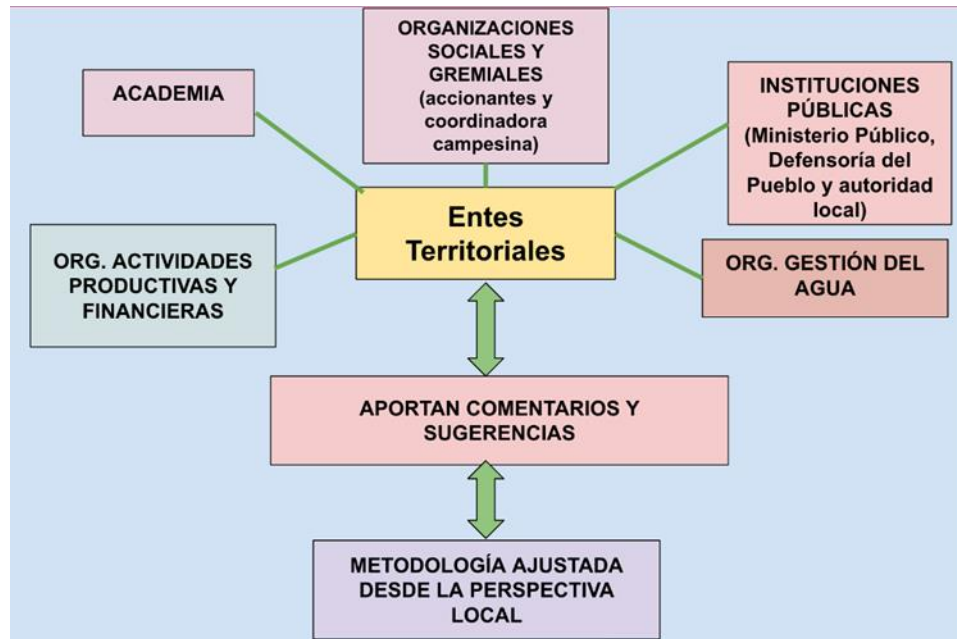 ORGANIZACIONES
SOCIALES Y
GREMIALES
(accionantes y
coordinadora
campesina)
ACADEMIA
INSTITUCIONES
PÚBLICAS
(Ministerio Público,
Defensoría del
Pueblo y autoridad
local)
Entes
Territoriales
ORG. ACTIVIDADES
PRODUCTIVAS Y
FINANCIERAS
ORG. GESTIÓN DEL
AGUA
APORTAN COMENTARIOS Y
SUGERENCIAS
METODOLOGÍA AJUSTADA
DESDE LA PERSPECTIVA
LOCAL